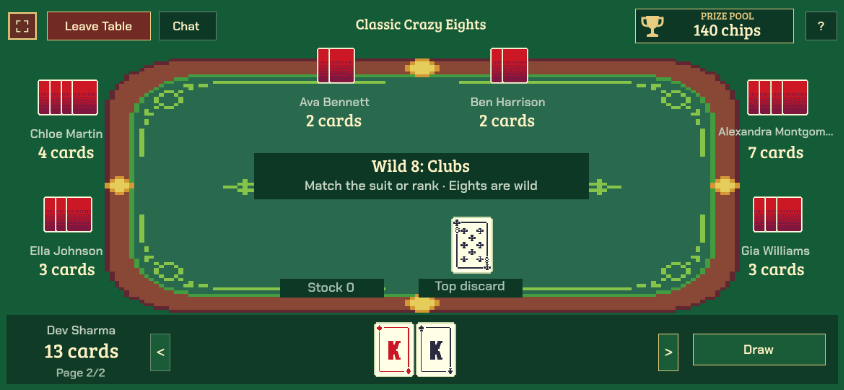 Leave Table
Chat
Classic Crazy Eights
PRIZE POOL
140 chips
?
Ava Bennett
2 cards
Ben Harrison
2 cards
Chloe Martin
4 cards
Alexandra Montgom...
7 cards
Wild 8: Clubs
Match the suit or rank · Eights are wild
Ella Johnson
3 cards
Gia Williams
3 cards
8
8
Stock 0
Top discard
Dev Sharma
13 cards
Page 2/2
<
K
K
>
Draw